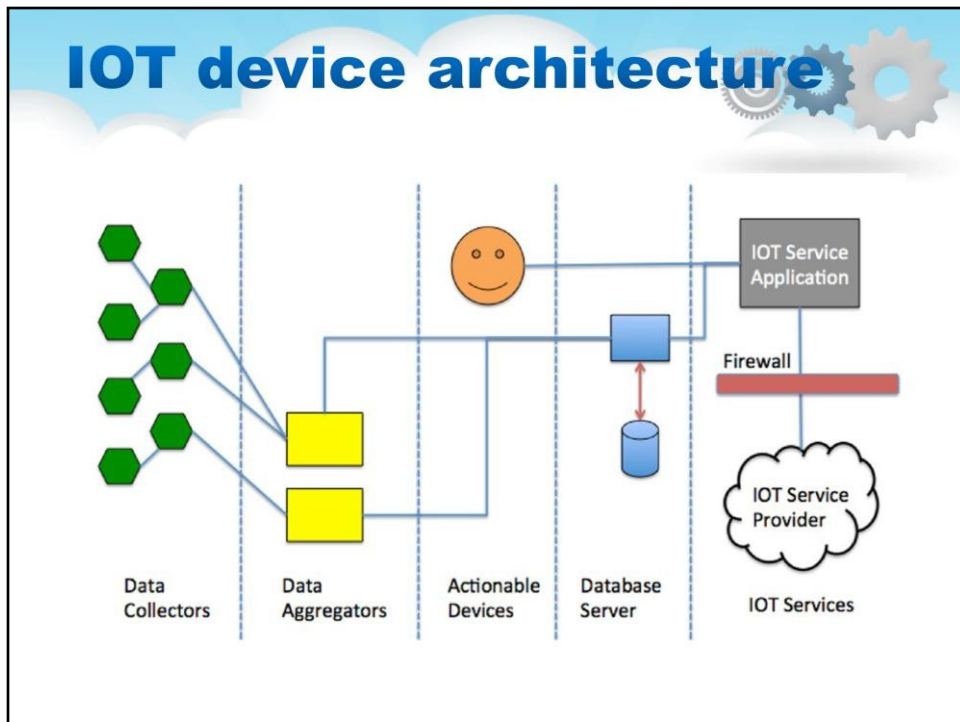 IOT device architecture
IOT Service
Application
Firewall
IOT Service
Provider
Data
Collectors
Data
Aggregators
Actionable
Devices
Database
Server
IOT Services